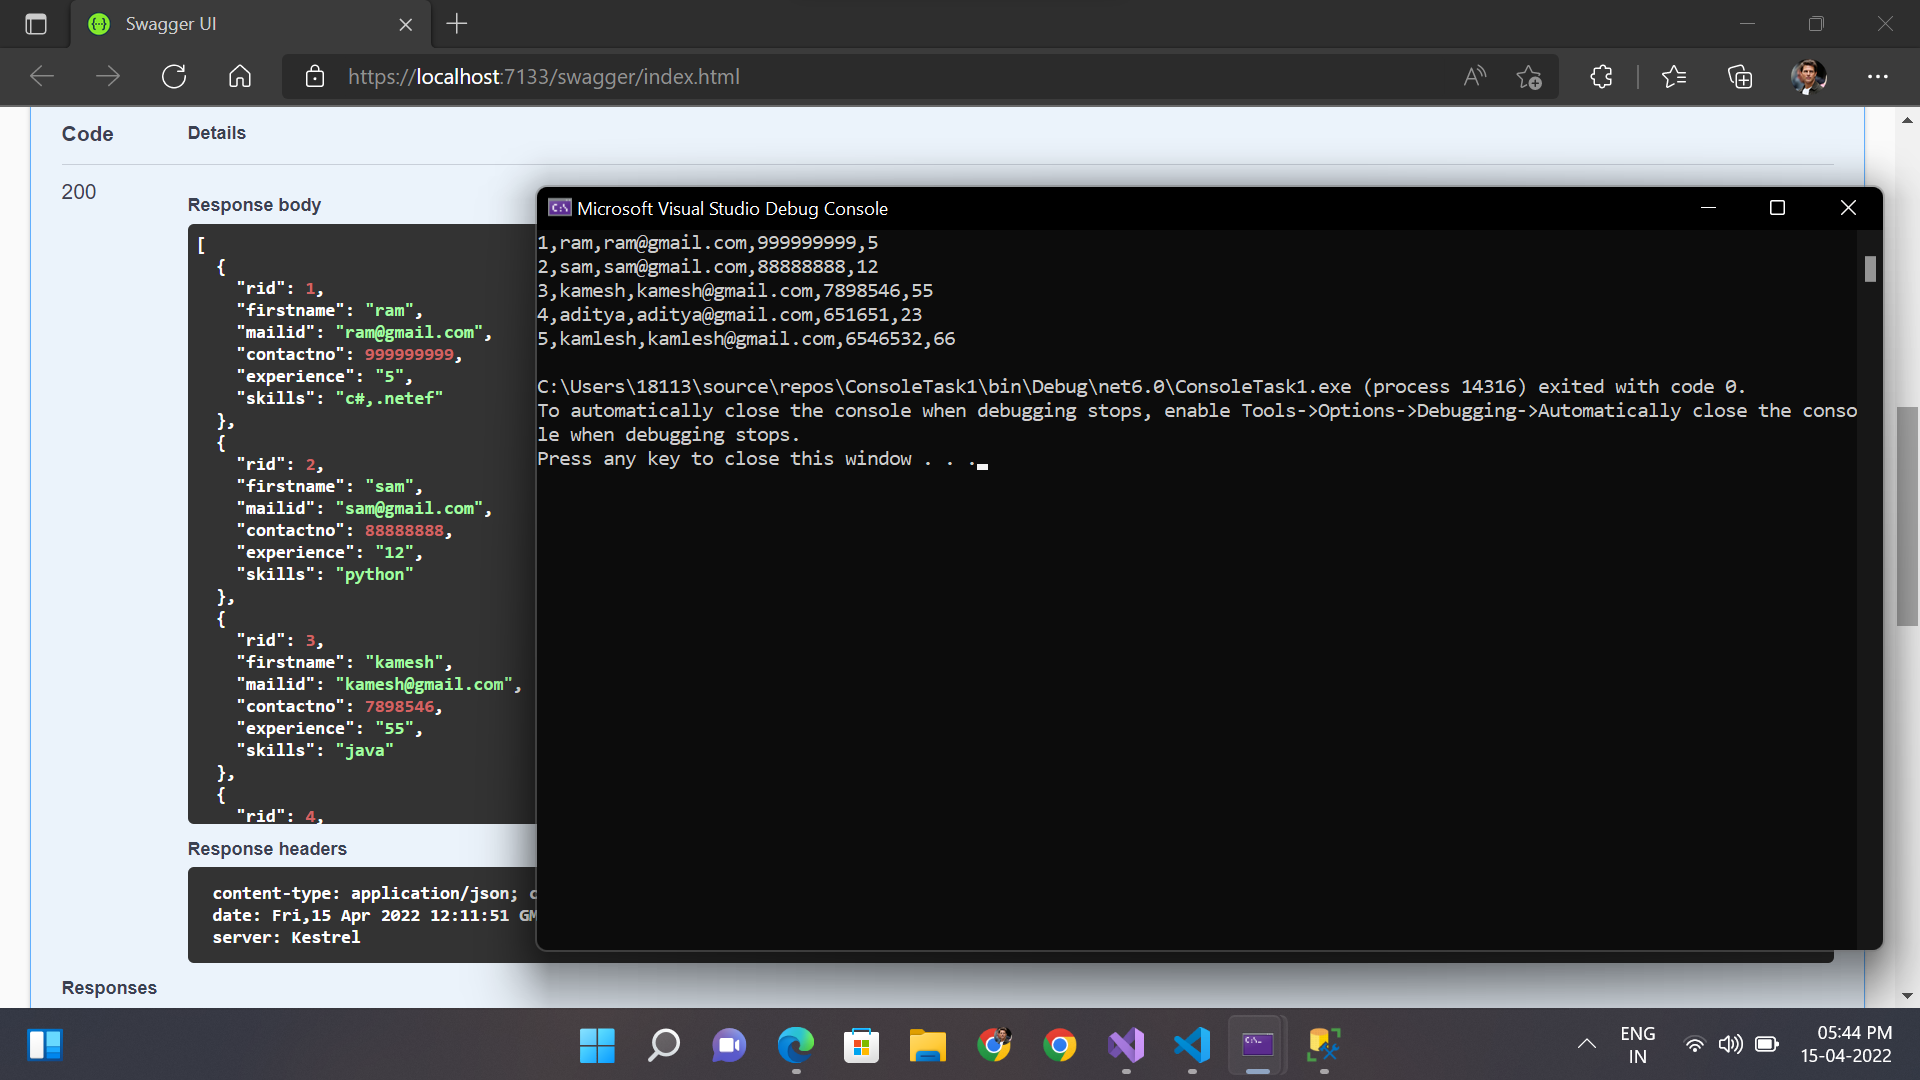 Swagger UI
https://localhost:7133/swagger/index.html
Code
Details
200
Response body
[
{
"rid": 1,
"firstname": "ram",
"mailid": "ram@gmail.com",
"contactno": 999999999,
"experience": "5",
"skills": "c#,.netef"
},
{
"rid": 2,
"firstname": "sam",
"mailid": "sam@gmail.com",
"contactno": 88888888,
"experience": "12",
"skills": "python"
},
{
"rid": 3,
"firstname": "kamesh",
"mailid": "kamesh@gmail.com",
"contactno": 7898546,
"experience": "55",
"skills": "java"
},
{
"rid": 4,
Response headers
content-type: application/json;
date: Fri,15 Apr 2022 12:11:51
server: Kestrel
Responses
Microsoft Visual Studio Debug Console
1,ram,ram@gmail.com,999999999,5
2,sam,sam@gmail.com,88888888,12
3,kamesh,kamesh@gmail.com,7898546,55
4,aditya,aditya@gmail.com,651651,23
5,kamlesh,kamlesh@gmail.com,6546532,66
C:\Users\18113\source\repos\ConsoleTask1\bin\Debug\net6.0\ConsoleTask1.exe (process 14316) exited with code 0.
To automatically close the console when debugging stops, enable Tools->Options->Debugging->Automatically close the conso
le when debugging stops.
Press any key to close this window . . .
ENG
IN
05:44 PM
15-04-2022